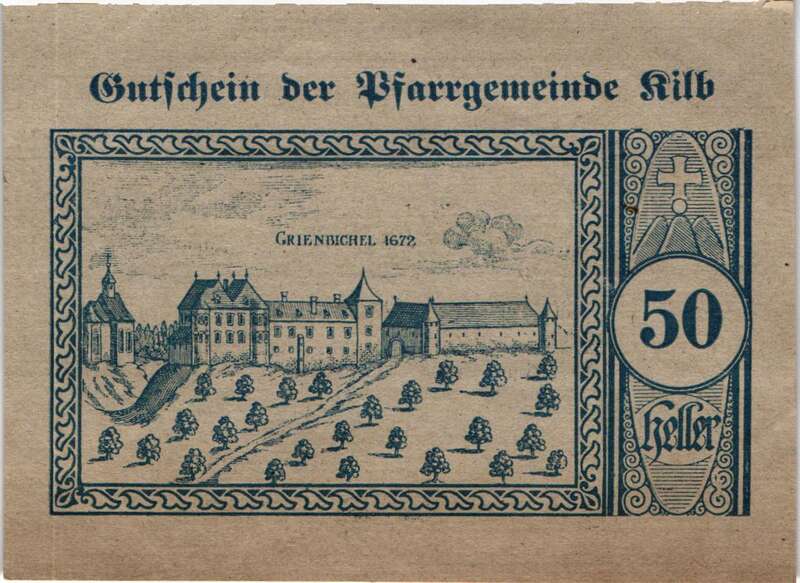 Gutschein der Pfarrgemeinde Kilb
GRIENBICHEL 1672
50
Heller